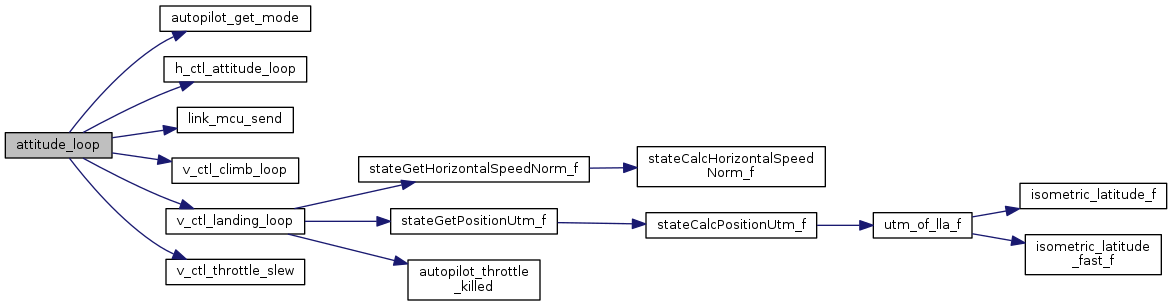 attitude_loop
autopilot_get_mode
h_ctl_attitude_loop
link_mcu_send
v_ctl_climb_loop
v_ctl_landing_loop
v_ctl_throttle_slew
stateGetHorizontalSpeedNorm_f
stateGetPositionUtm_f
autopilot_throttle
_killed
stateCalcHorizontalSpeed
Norm_f
stateCalcPositionUtm_f
utm_of_lla_f
isometric_latitude_f
isometric_latitude
_fast_f